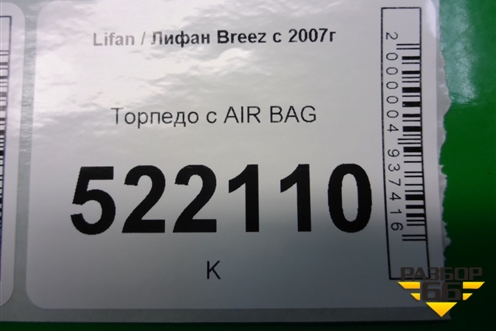 Lifan / Лифан Breez с 2007г
Торпедо с AIR BAG
522110
К
2000004937416
РАЗБОР
66